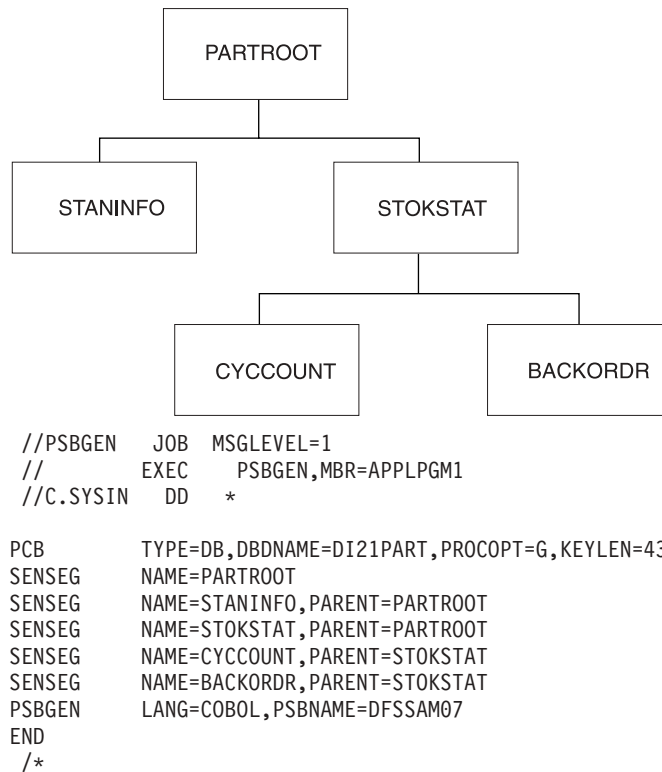 PARTROOT
STANINFO
STOKSTAT
CYCCOUNT
BACKORDR
//PSBGEN   JOB  MSGLEVEL=1
//         EXEC   PSBGEN,MBR=APPLPGM1
//C.SYSIN  DD   *
PCB       TYPE=DB,DBDNAME=DI21PART,PROCOPT=G,KEYLEN=43
SENSEG    NAME=PARTROOT
SENSEG    NAME=STANINFO,PARENT=PARTROOT
SENSEG    NAME=STOKSTAT,PARENT=PARTROOT
SENSEG    NAME=CYCCOUNT,PARENT=STOKSTAT
SENSEG    NAME=BACKORDR,PARENT=STOKSTAT
PSBGEN    LANG=COBOL,PSBNAME=DFSSAM07
END
/*